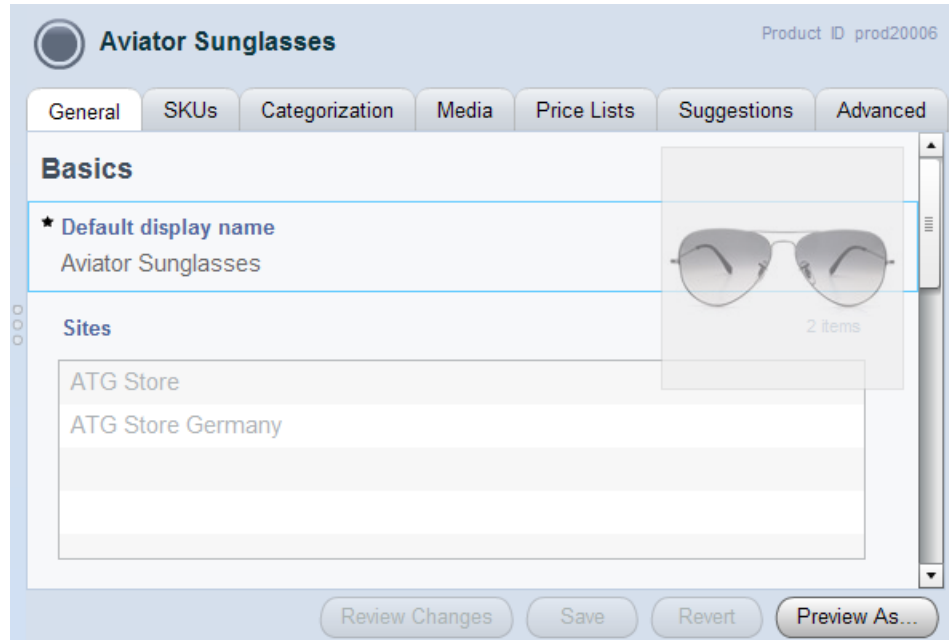 Aviator Sunglasses
Product ID prod20006
General SKUs Categorization Media Price Lists Suggestions Advanced
Basics
* Default display name
Aviator Sunglasses
Sites
2 items
ATG Store
ATG Store Germany
Review Changes Save Revert Preview As...